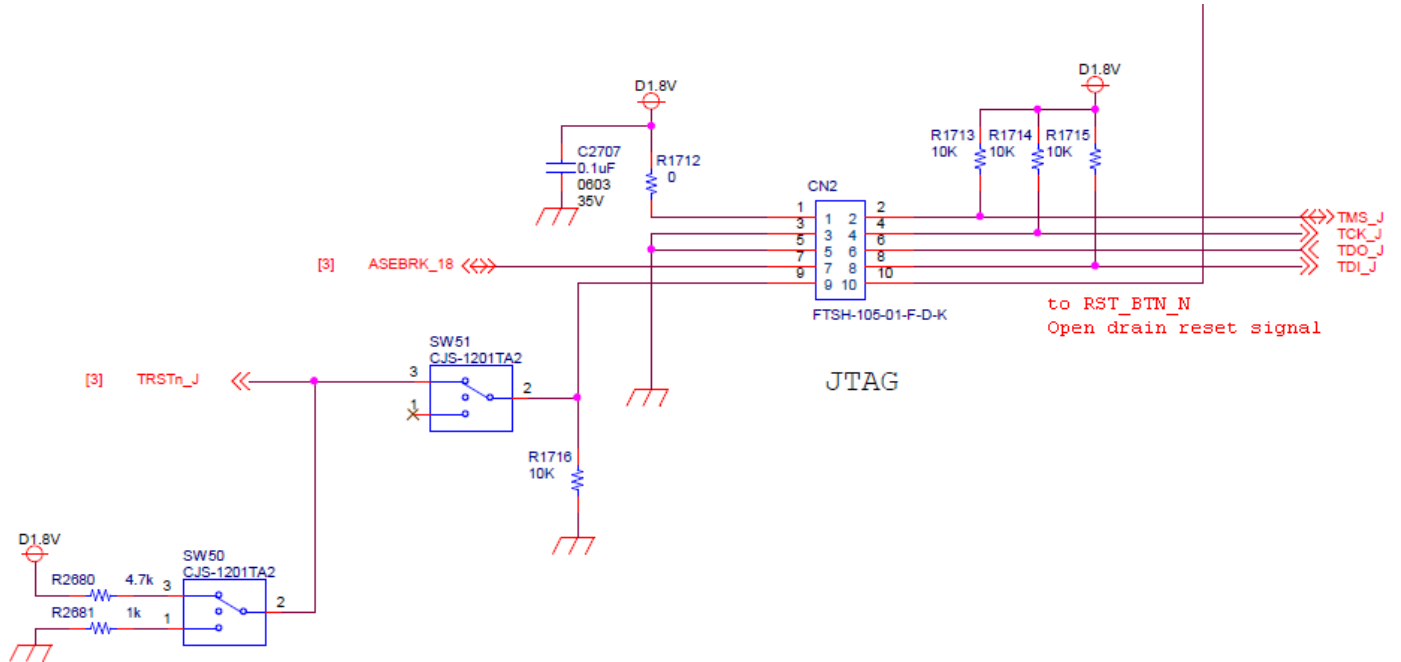 D1.8V
D1.8V
C2707
0.1uF
0603
35V
R1712
0
R1713
10K
R1714
10K
R1715
10K
CN2
1
3
5
7
9
1 2
3 4
5 6
7 8
9 10
2
4
6
8
10
TMS_J
TCK_J
TDO_J
TDI_J
[3] ASEBRK_18
FTSH-105-01-F-D-K
to RST_BTN_N
Open drain reset signal
JTAG
SW51
CJS-1201TA2
3
1
2
[3] TRSTn_J
R1716
10K
D1.8V
SW50
CJS-1201TA2
R2680 4.7k 3
R2681 1k 1
2